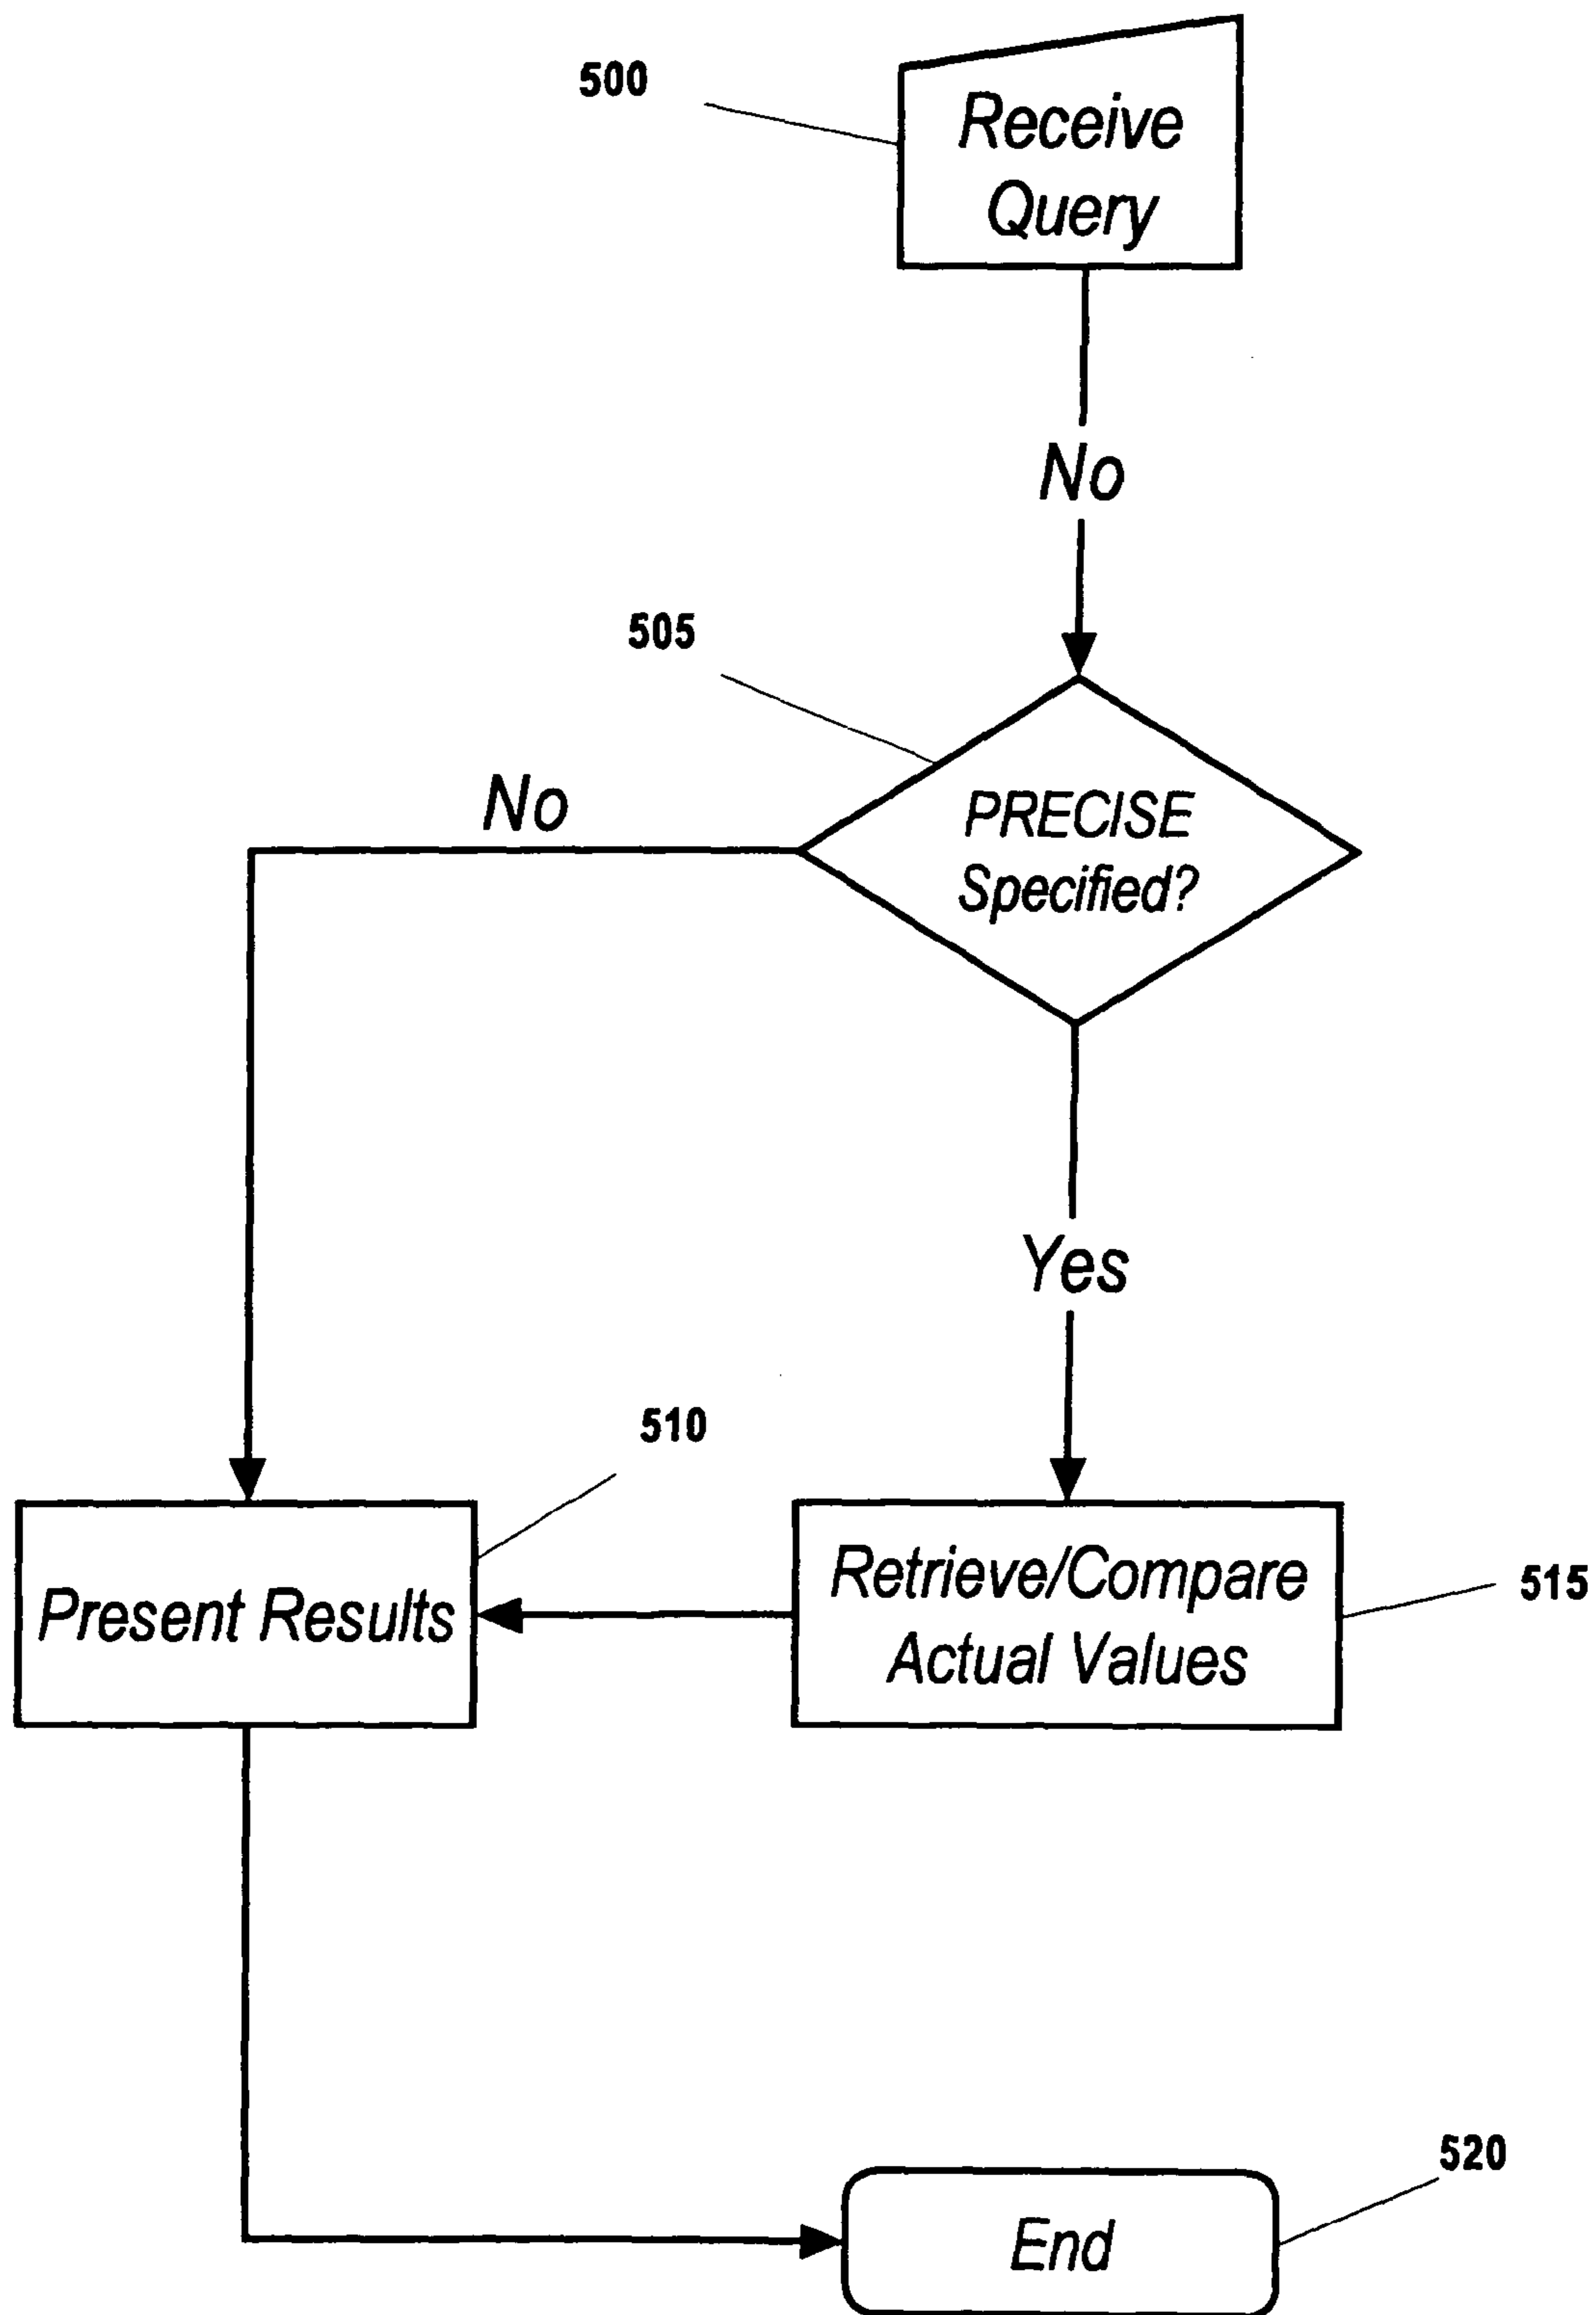 500
Receive
Query
No
505
No
PRECISE
Specified?
Yes
510
Present Results
Retrieve/Compare
Actual Values
515
520
End